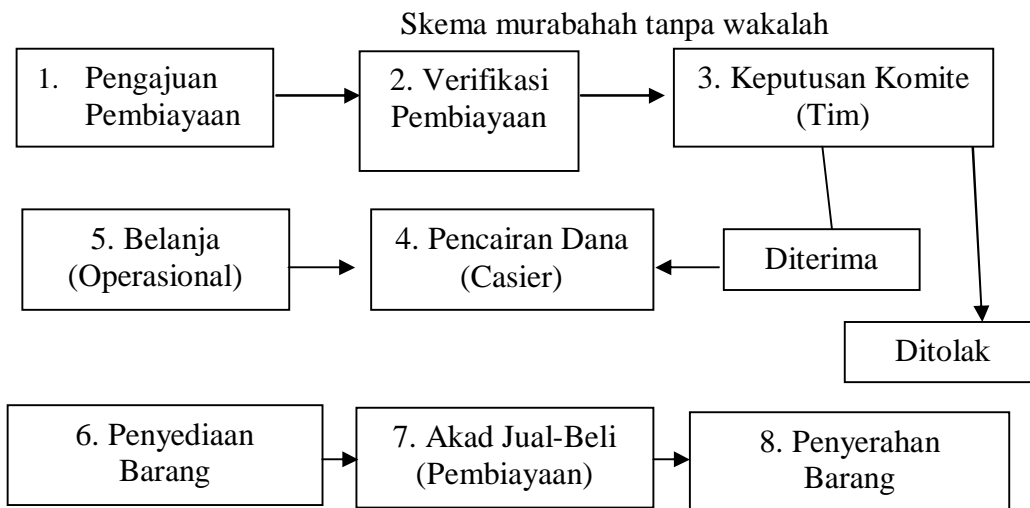 Skema murabahah tanpa wakalah
1. Pengajuan
Pembiayaan
2. Verifikasi
Pembiayaan
3. Keputusan Komite
(Tim)
5. Belanja
(Operasional)
4. Pencairan Dana
(Casier)
Diterima
Ditolak
6. Penyediaan
Barang
7. Akad Jual-Beli
(Pembiayaan)
8. Penyerahan
Barang